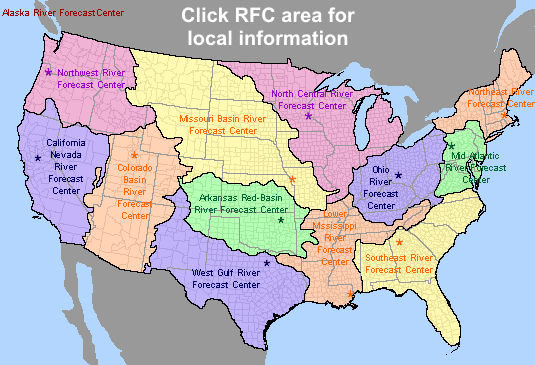 Alaska River ForecastCenter
Click RFC area for
local information
Northwest River
Forecast Center
North Central River
Forecast Center
Northeast River
Forecast Center
Missouri Basin River
Forecast Center
California
Nevada
River
Forecast
Center
Colorado
Basin
River
Forecast
Center
Ohio
River
Forecast
Center
Mid-Atlantic
River Forecast
Center
Arkansas Red-Basin
River Forecast Center
Lower
Mississippi
River
Forecast
Center
Southeast River
Forecast Center
West Gulf River
Forecast Center